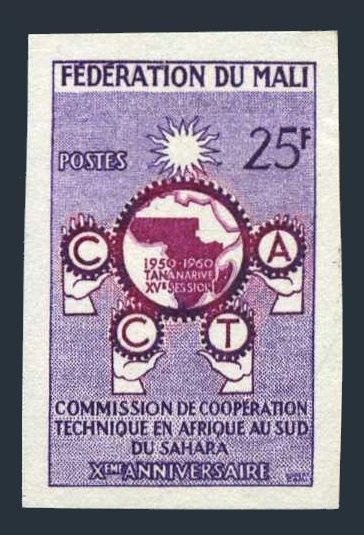 FÉDÉRATION DU MALI
25F
POSTES
1950-1960
TANANARIVE
XVE SESSION
C
A
C
T
COMMISSION DE COOPÉRATION
TECHNIQUE EN AFRIQUE AU SUD
DU SAHARA
XEME ANNIVERSAIRE